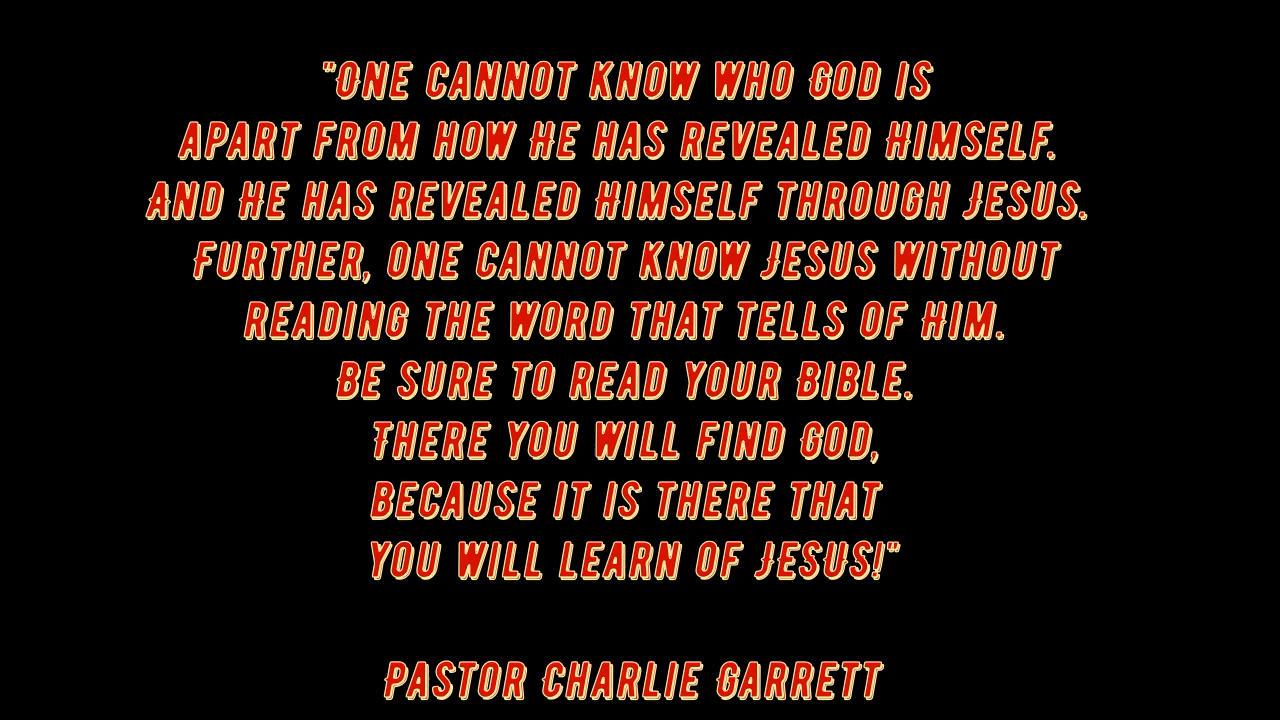 "One cannot know who God is
apart from how He has revealed Himself.
And He has revealed Himself through Jesus.
Further, one cannot know Jesus without
reading the Word that tells of Him.
Be sure to read your Bible.
There you will find God,
because it is there that
you will learn of Jesus!"
Pastor Charlie Garrett